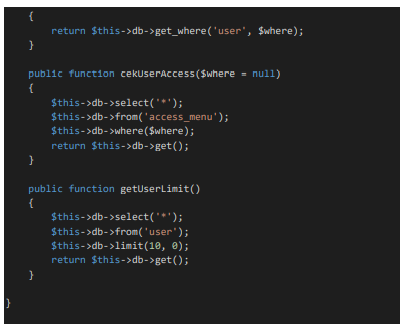 {
return $this->db->get_where('user', $where);
}
public function cekUserAccess($where = null)
{
$this->db->select('*');
$this->db->from('access_menu');
$this->db->where($where);
return $this->db->get();
}
public function getUserLimit()
{
$this->db->select('*');
$this->db->from('user');
$this->db->limit(10, 0);
return $this->db->get();
}
}